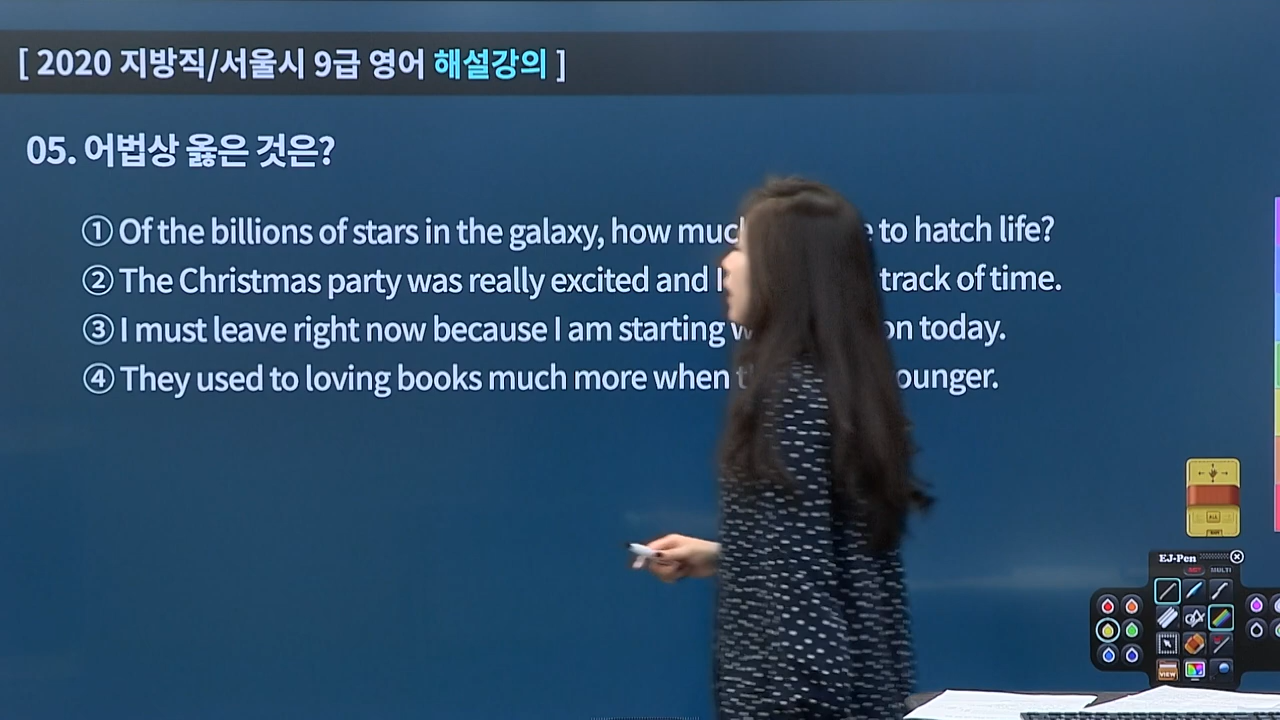 [ 2020 지방직/서울시 9급 영어 해설강의 ]
05. 어법상 옳은 것은?
① Of the billions of stars in the galaxy, how much to hatch life?
② The Christmas party was really excited and I track of time.
③ I must leave right now because I am starting on today.
④ They used to loving books much more when
EJ-Pen
MULTI
VIEW